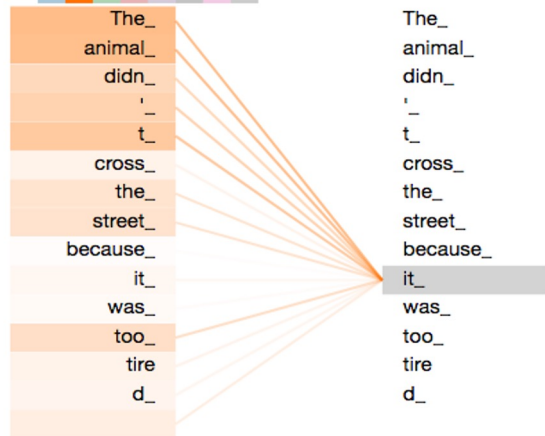 The_ The_
animal_ animal_
didn_ didn_
'_ '_
t_ t_
cross_ cross_
the_ the_
street_ street_
because_ because_
it_ it_
was_ was_
too_ too_
tire tire
d_ d_